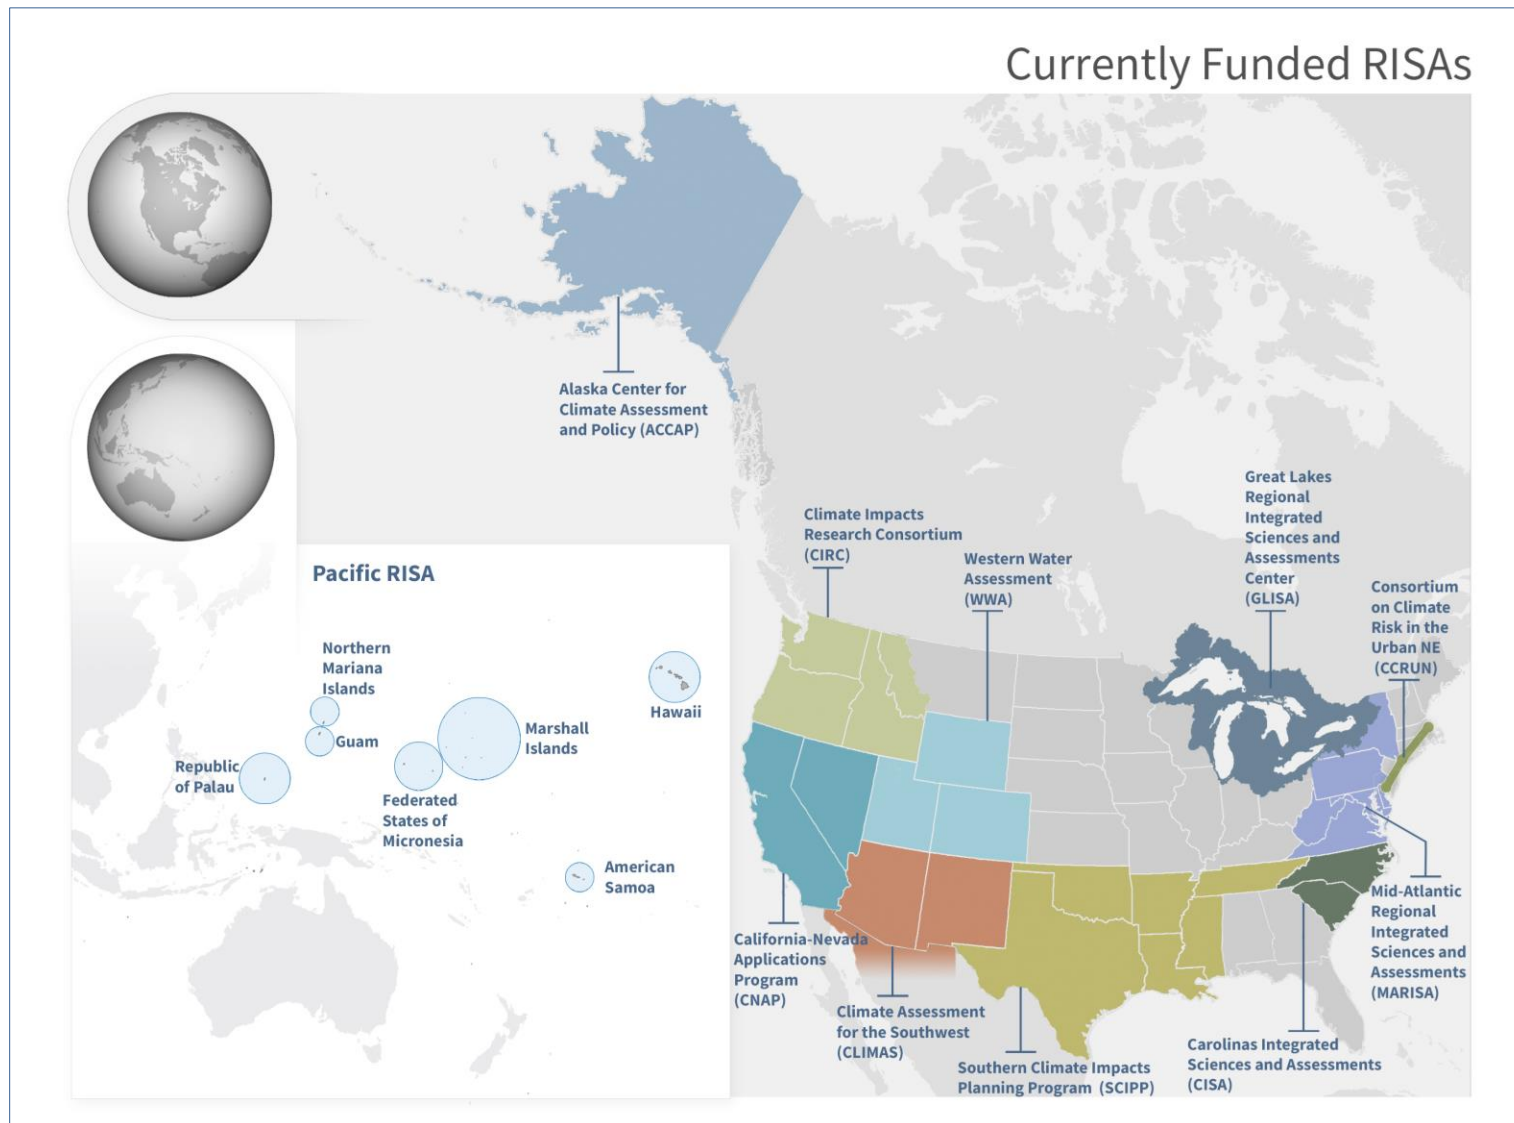 Currently Funded RISAs
Alaska Center for
Climate Assessment
and Policy (ACCAP)
Climate Impacts
Research Consortium
(CIRC)
Western Water
Assessment
(WWA)
Great Lakes
Regional
Integrated
Sciences and
Assessments
Center
(GLISA)
Consortium
on Climate
Risk in the
Urban NE
(CCRUN)
Pacific RISA
Northern
Mariana
Islands
Guam
Republic
of Palau
Federated
States of
Micronesia
Marshall
Islands
Hawaii
American
Samoa
California-Nevada
Applications
Program
(CNAP)
Climate Assessment
for the Southwest
(CLIMAS)
Southern Climate Impacts
Planning Program (SCIPP)
Carolinas Integrated
Sciences and Assessments
(CISA)
Mid-Atlantic
Regional
Integrated
Sciences and
Assessments
(MARISA)